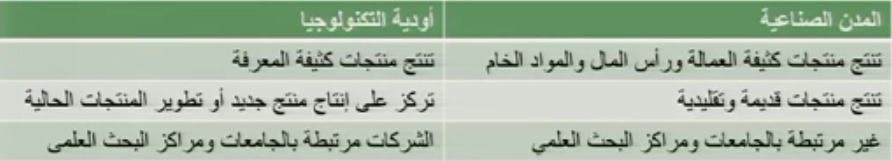 المدن الصناعية أودية التكنولوجيا
تنتج منتجات كثيفة العمالة ورأس المال والمواد الخام تنتج منتجات كثيفة المعرفة
تنتج منتجات قديمة وتقليدية تركز على إنتاج منتج جديد أو تطوير المنتجات الحالية
غير مرتبطة بالجامعات ومراكز البحث العلمي الشركات مرتبطة بالجامعات ومراكز البحث العلمى